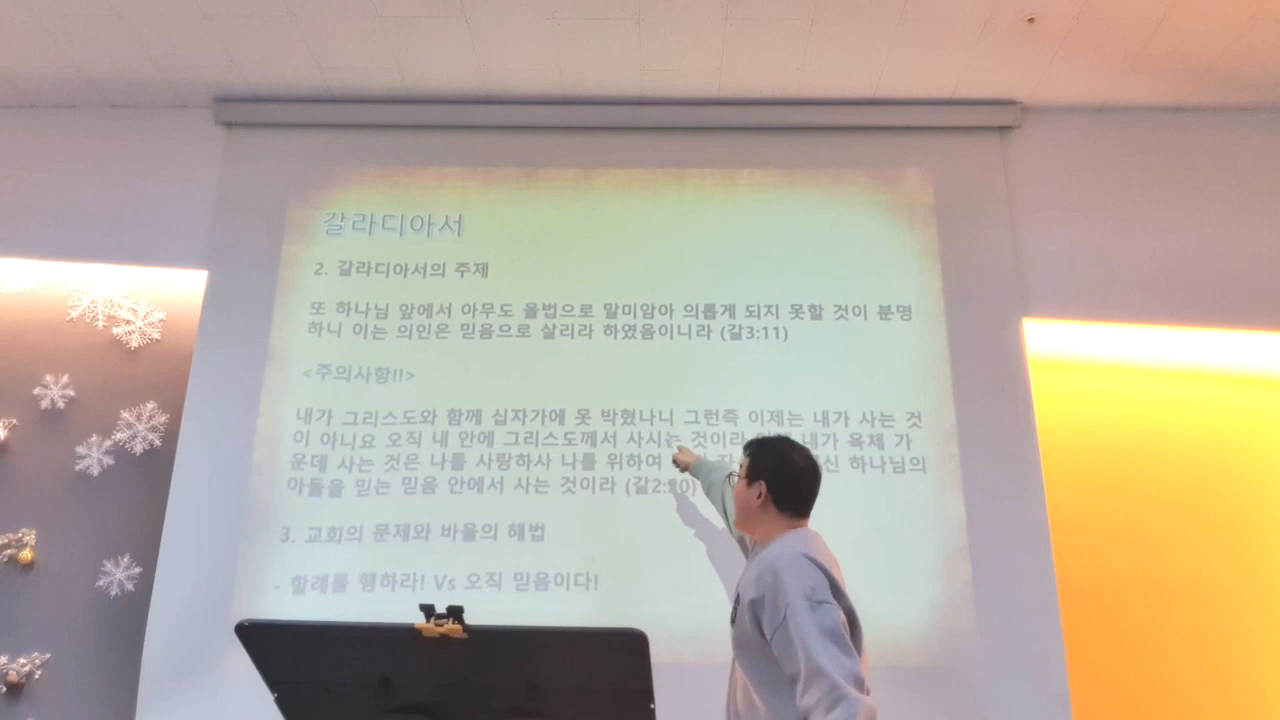 갈라디아서
2. 갈라디아서의 주제
또 하나님 앞에서 아무도 율법으로 말미암아 의롭게 되지 못할 것이 분명
하니 이는 의인은 믿음으로 살리라 하였음이니라 (갈3:11)
<주의사항!!>
내가 그리스도와 함께 십자가에 못 박혔나니 그런즉 이제는 내가 사는 것
이 아니요 오직 내 안에 그리스도께서 사시는 것이라 내가 육체 가
운데 사는 것은 나를 사랑하사 나를 위하여 하나님의
아들을 믿는 믿음 안에서 사는 것이라 (갈2:20)
3. 교회의 문제와 바울의 해법
- 할례를 행하라! Vs 오직 믿음이다!